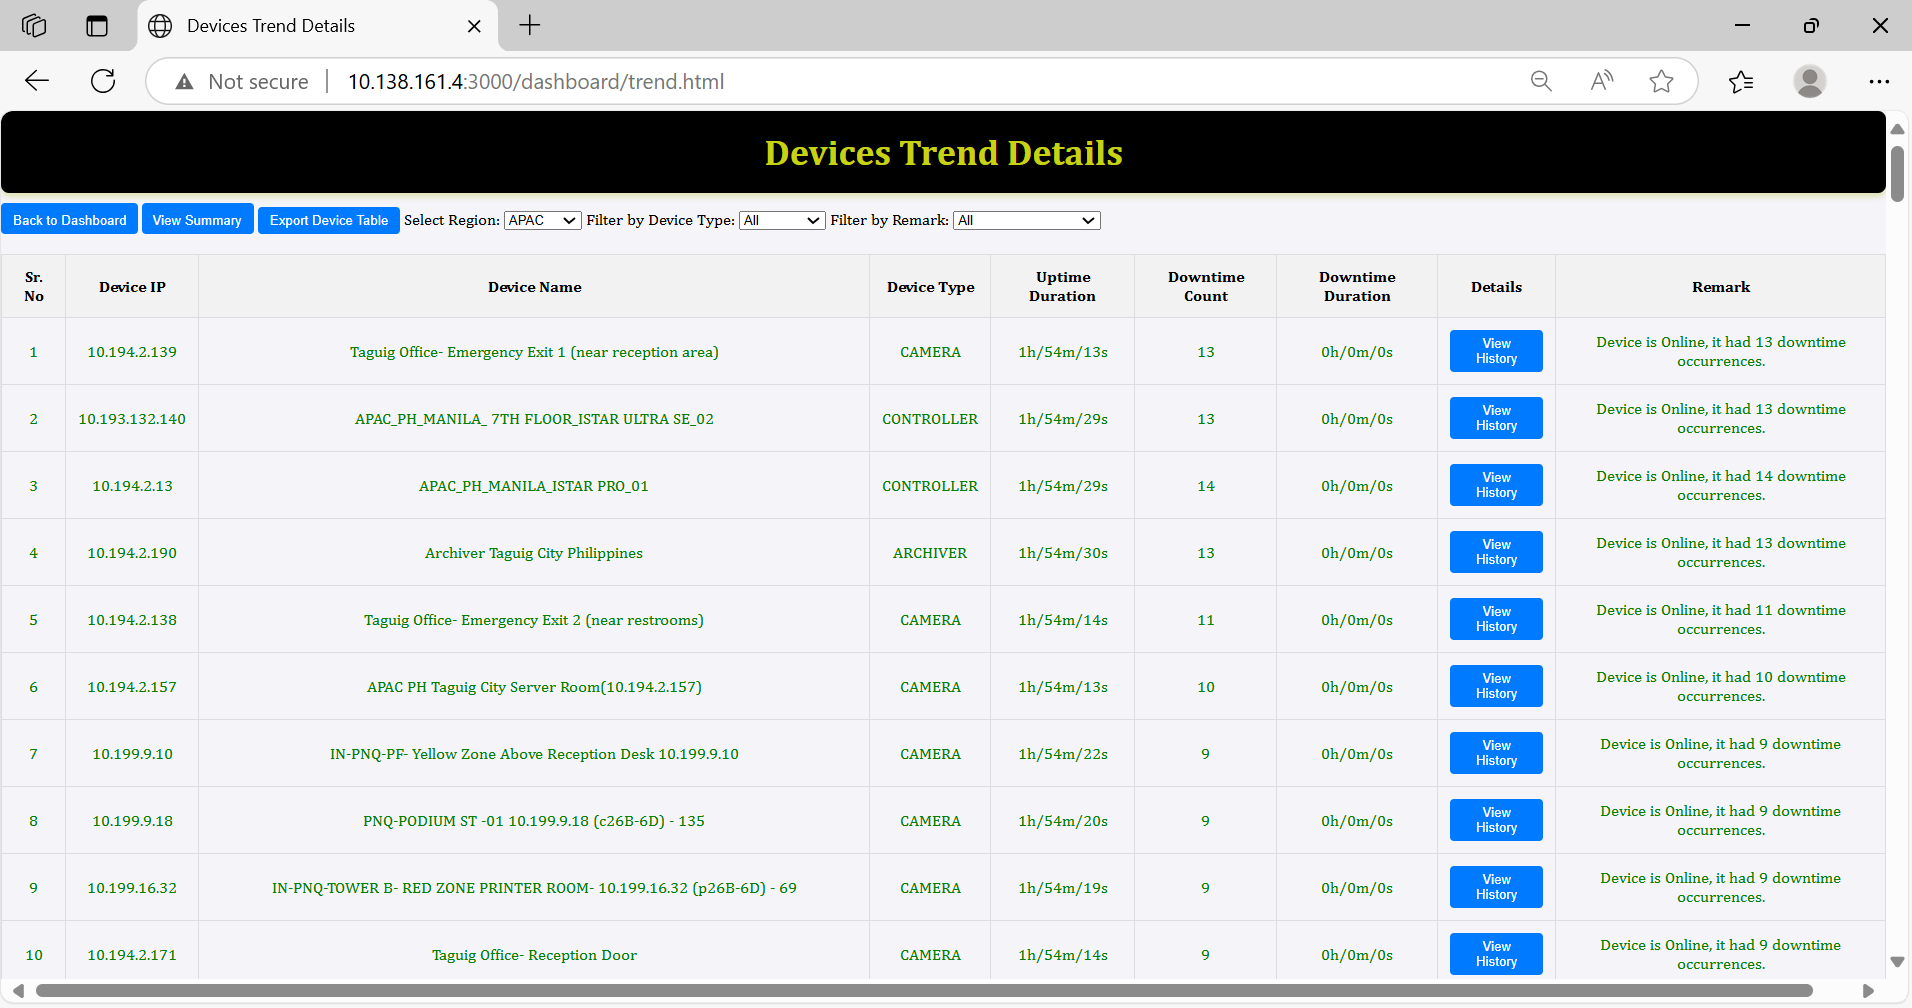 Devices Trend Details
Not secure 10.138.161.4:3000/dashboard/trend.html
Devices Trend Details
Back to Dashboard View Summary Export Device Table Select Region: APAC Filter by Device Type: All Filter by Remark: All
Sr. No Device IP Device Name Device Type Uptime Duration Downtime Count Downtime Duration Details Remark
1 10.194.2.139 Taguig Office- Emergency Exit 1 (near reception area) CAMERA 1h/54m/13s 13 0h/0m/0s View History Device is Online, it had 13 downtime occurrences.
2 10.193.132.140 APAC_PH_MANILA_ 7TH FLOOR_ISTAR ULTRA SE_02 CONTROLLER 1h/54m/29s 13 0h/0m/0s View History Device is Online, it had 13 downtime occurrences.
3 10.194.2.13 APAC_PH_MANILA_ISTAR PRO_01 CONTROLLER 1h/54m/29s 14 0h/0m/0s View History Device is Online, it had 14 downtime occurrences.
4 10.194.2.190 Archiver Taguig City Philippines ARCHIVER 1h/54m/30s 13 0h/0m/0s View History Device is Online, it had 13 downtime occurrences.
5 10.194.2.138 Taguig Office- Emergency Exit 2 (near restrooms) CAMERA 1h/54m/14s 11 0h/0m/0s View History Device is Online, it had 11 downtime occurrences.
6 10.194.2.157 APAC PH Taguig City Server Room(10.194.2.157) CAMERA 1h/54m/13s 10 0h/0m/0s View History Device is Online, it had 10 downtime occurrences.
7 10.199.9.10 IN-PNQ-PF- Yellow Zone Above Reception Desk 10.199.9.10 CAMERA 1h/54m/22s 9 0h/0m/0s View History Device is Online, it had 9 downtime occurrences.
8 10.199.9.18 PNQ-PODIUM ST -01 10.199.9.18 (c26B-6D) - 135 CAMERA 1h/54m/20s 9 0h/0m/0s View History Device is Online, it had 9 downtime occurrences.
9 10.199.16.32 IN-PNQ-TOWER B- RED ZONE PRINTER ROOM- 10.199.16.32 (p26B-6D) - 69 CAMERA 1h/54m/19s 9 0h/0m/0s View History Device is Online, it had 9 downtime occurrences.
10 10.194.2.171 Taguig Office- Reception Door CAMERA 1h/54m/14s 9 0h/0m/0s View History Device is Online, it had 9 downtime occurrences.